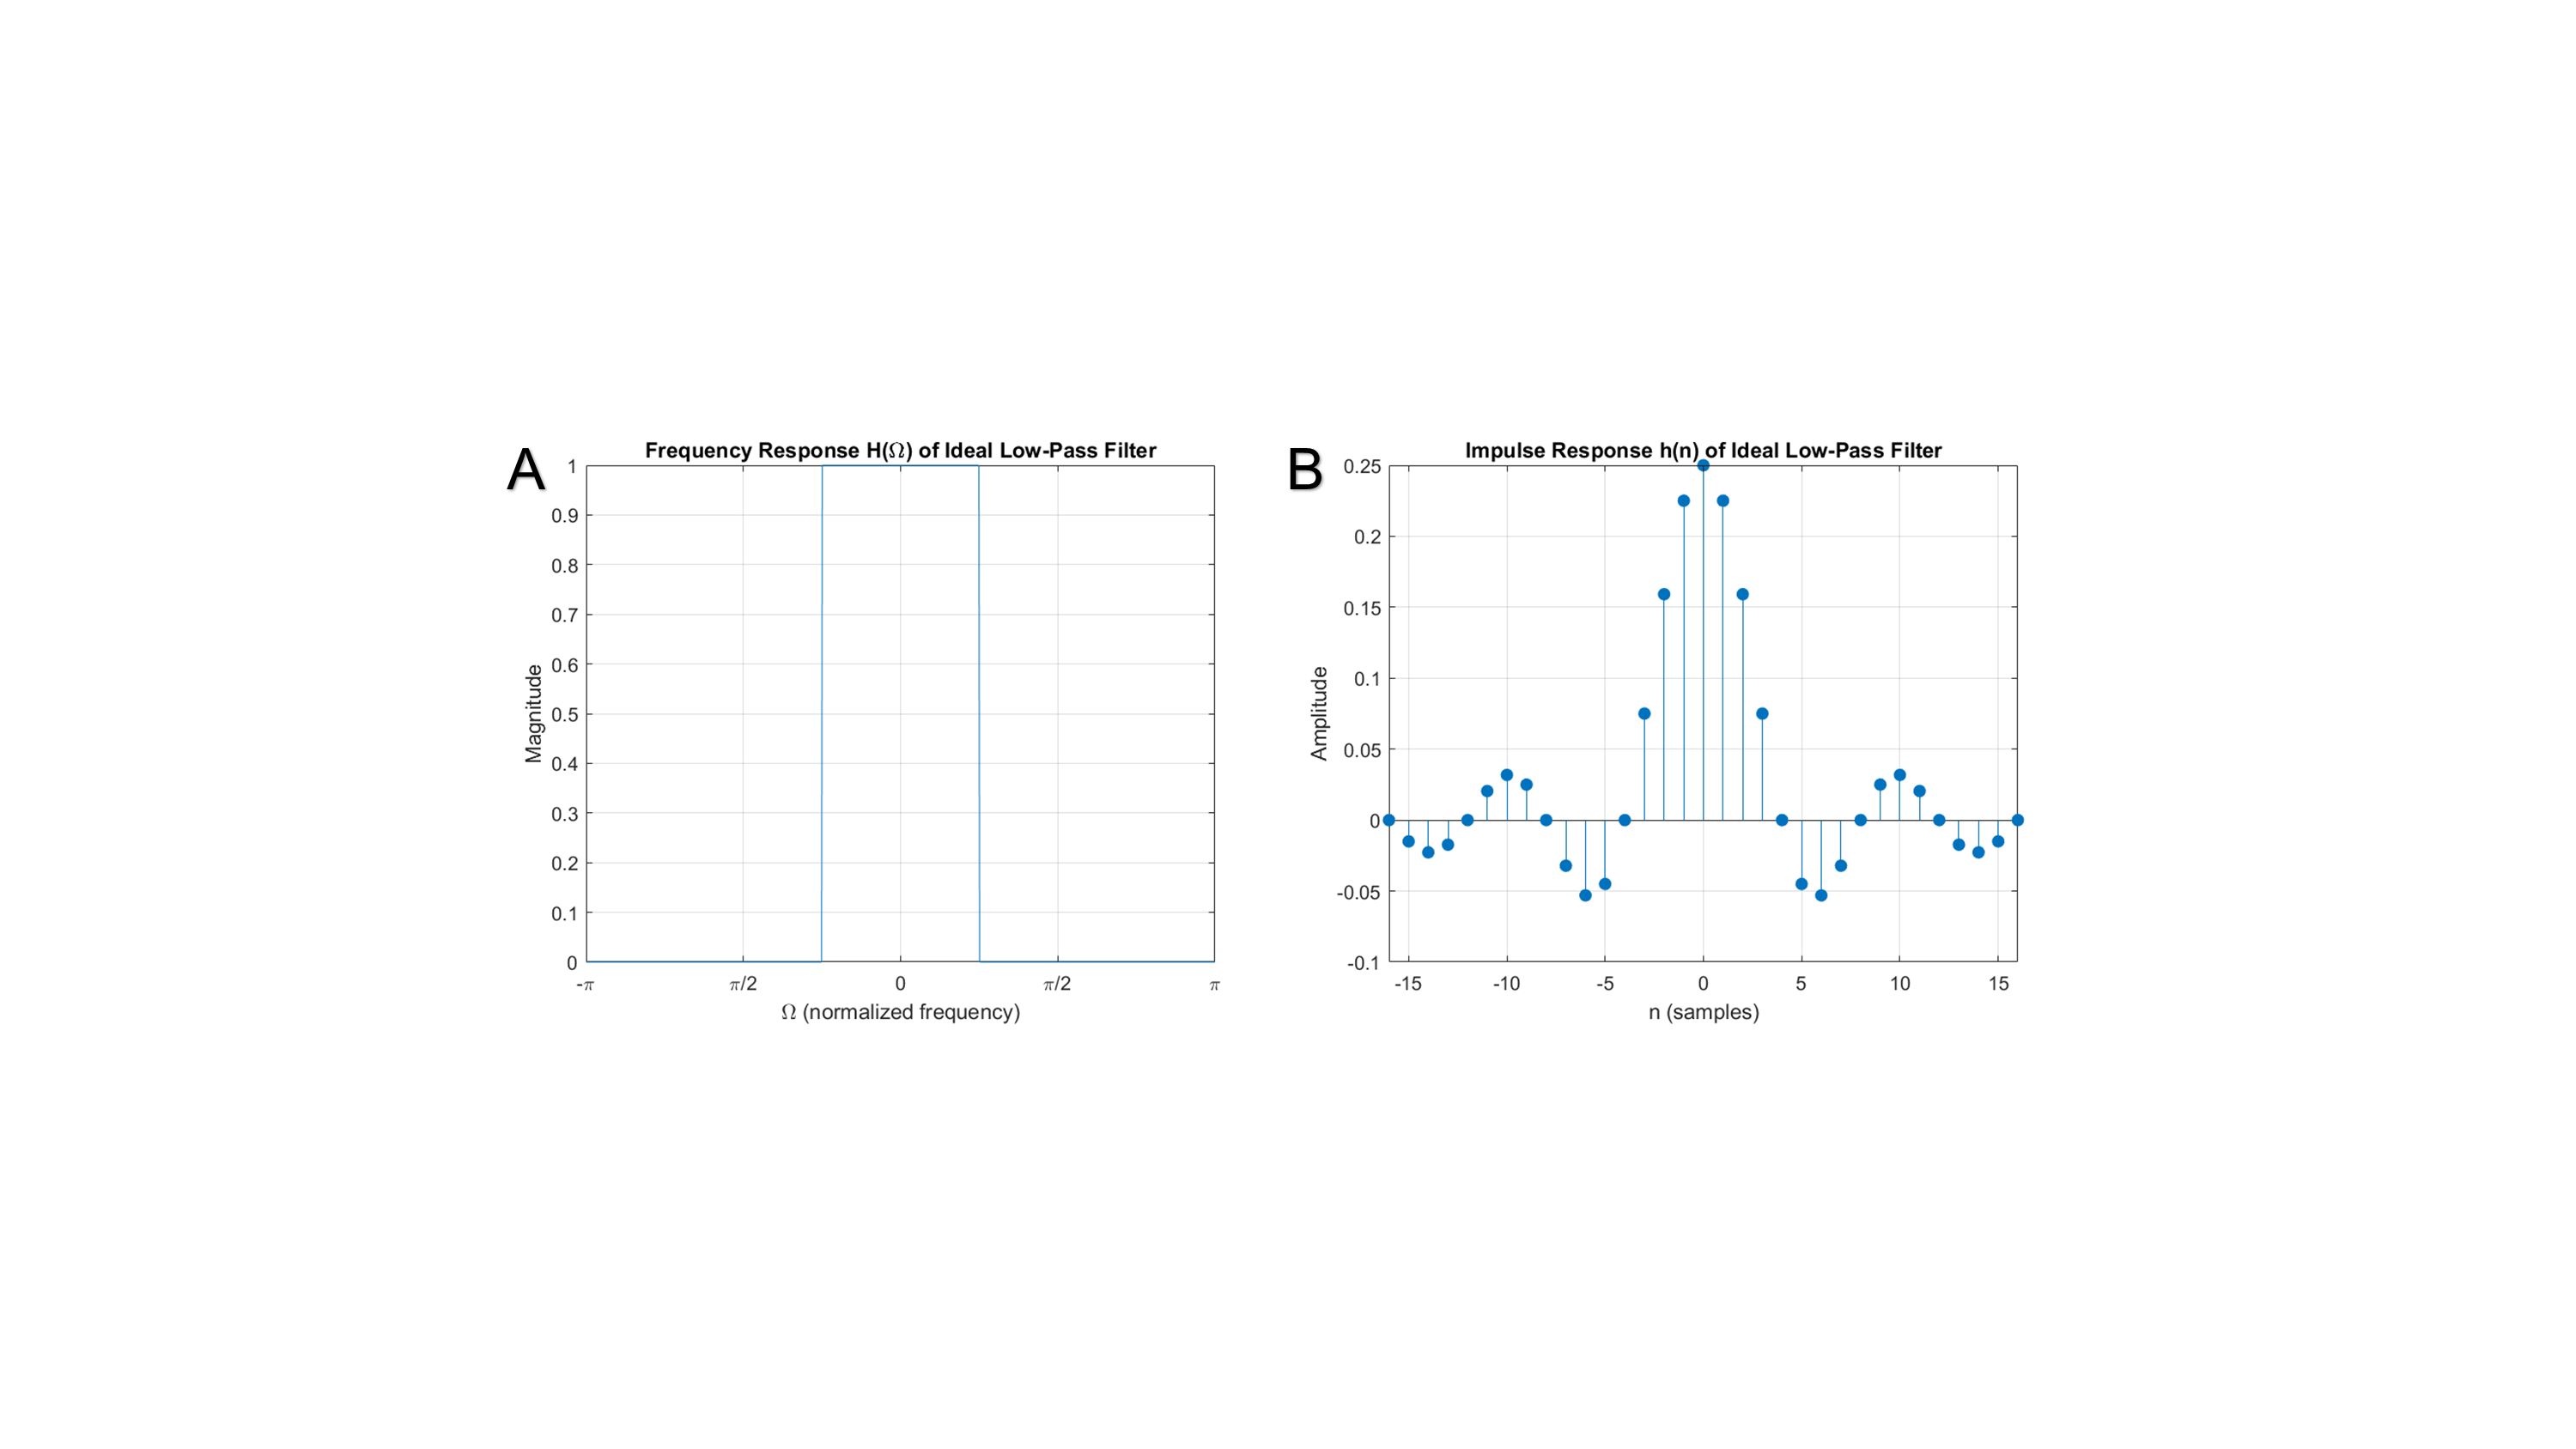 A
Frequency Response H(Ω) of Ideal Low-Pass Filter
1
0.9
0.8
0.7
0.6
0.5
0.4
0.3
0.2
0.1
0
Magnitude
-π π/2 0 π/2 π
Ω (normalized frequency)
B
Impulse Response h(n) of Ideal Low-Pass Filter
0.25
0.2
0.15
0.1
0.05
0
-0.05
-0.1
Amplitude
-15 -10 -5 0 5 10 15
n (samples)